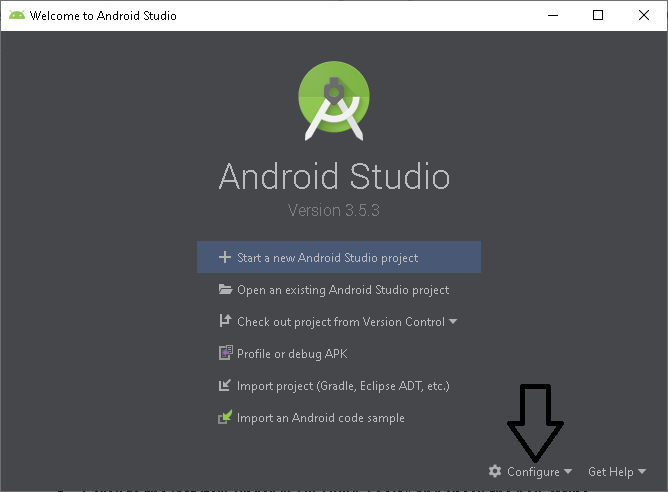 Welcome to Android Studio
Android Studio
Version 3.5.3
Start a new Android Studio project
Open an existing Android Studio project
Check out project from Version Control
Profile or debug APK
Import project (Gradle, Eclipse ADT, etc.)
Import an Android code sample
Configure
Get Help